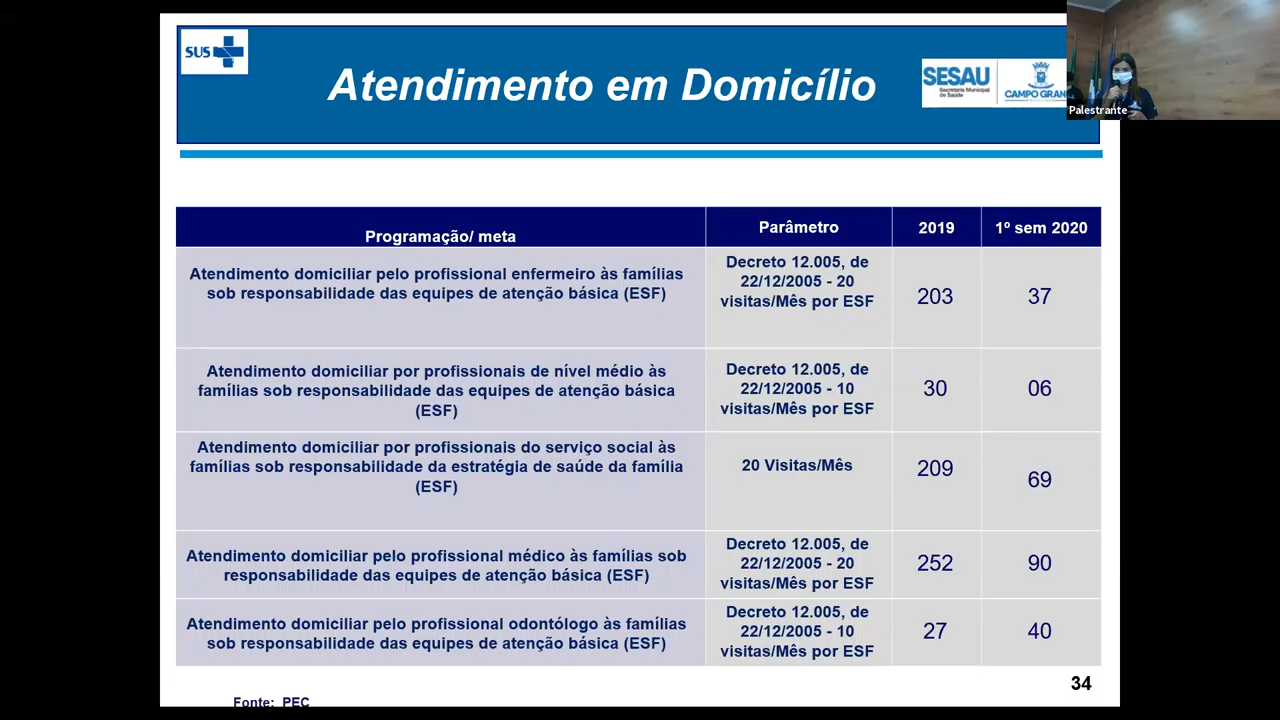 SUS
Atendimento em Domicílio
SESAU
Secretaria Municipal
de Saúde
CAMPO GRAN
Palestrante
Programação/ meta
Parâmetro
2019
1º sem 2020
Atendimento domiciliar pelo profissional enfermeiro às famílias
sob responsabilidade das equipes de atenção básica (ESF)
Decreto 12.005, de
22/12/2005 - 20
visitas/Mês por ESF
203
37
Atendimento domiciliar por profissionais de nível médio às
famílias sob responsabilidade das equipes de atenção básica
(ESF)
Decreto 12.005, de
22/12/2005 - 10
visitas/Mês por ESF
30
06
Atendimento domiciliar por profissionais do serviço social às
famílias sob responsabilidade da estratégia de saúde da família
(ESF)
20 Visitas/Mês
209
69
Atendimento domiciliar pelo profissional médico às famílias sob
responsabilidade das equipes de atenção básica (ESF)
Decreto 12.005, de
22/12/2005 - 20
visitas/Mês por ESF
252
90
Atendimento domiciliar pelo profissional odontólogo às famílias
sob responsabilidade das equipes de atenção básica (ESF)
Decreto 12.005, de
22/12/2005 - 10
visitas/Mês por ESF
27
40
34
Fonte: PEC